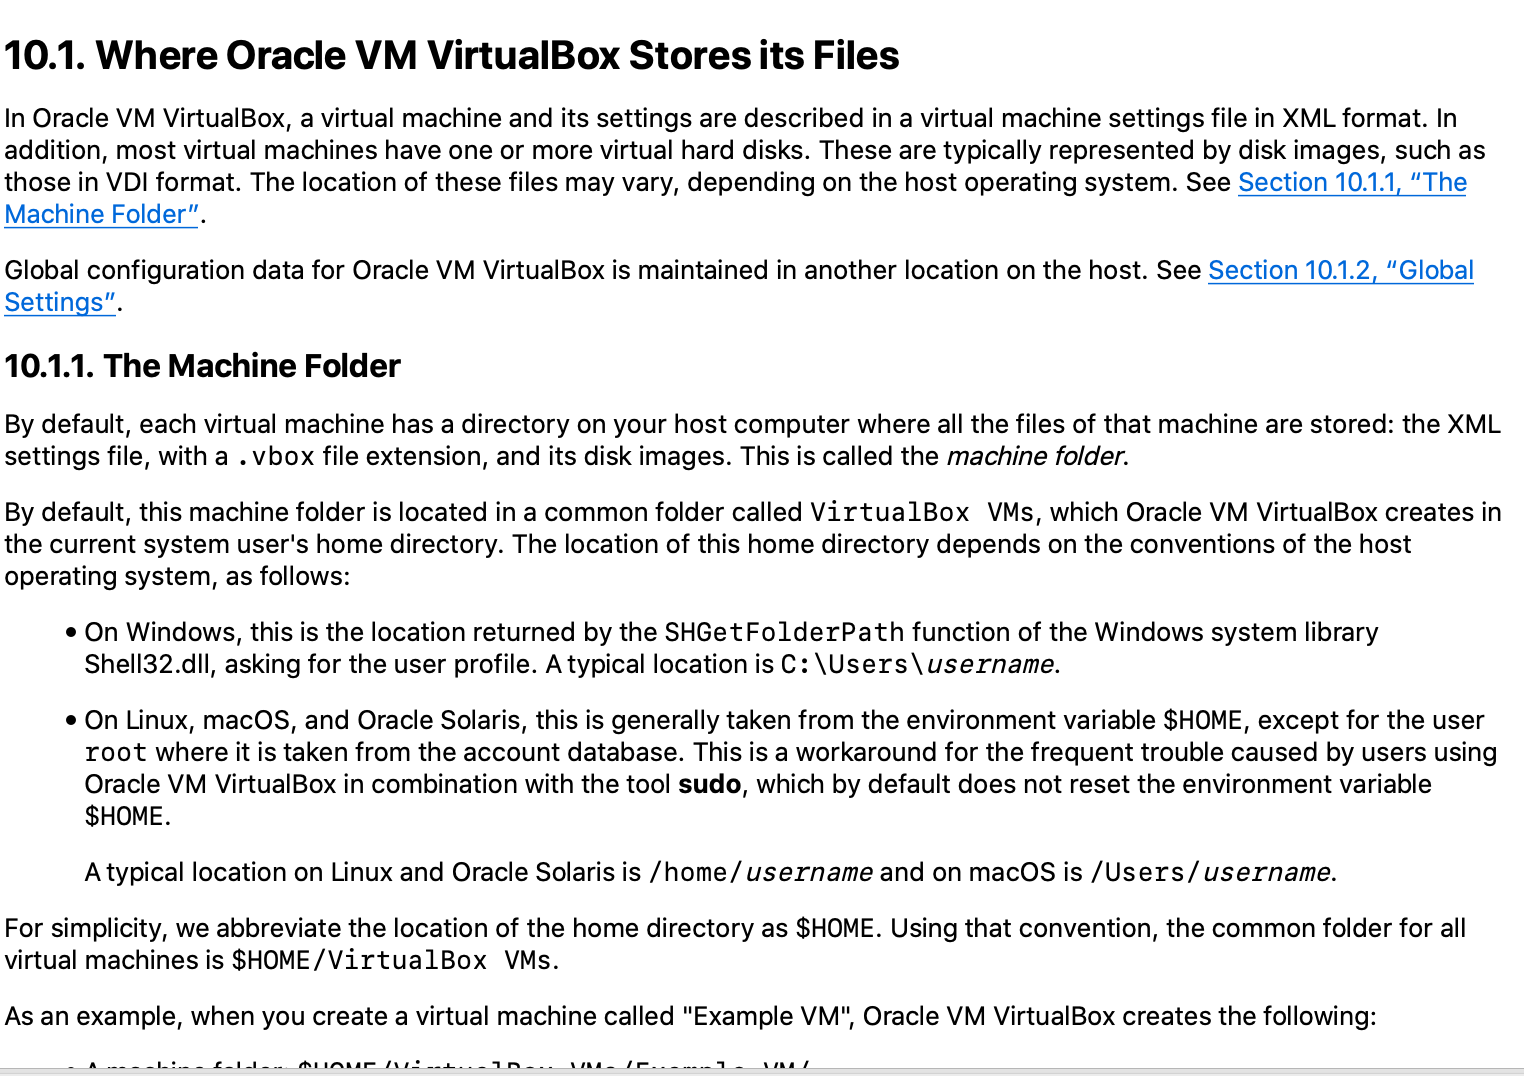 10.1. Where Oracle VM VirtualBox Stores its Files
In Oracle VM VirtualBox, a virtual machine and its settings are described in a virtual machine settings file in XML format. In
addition, most virtual machines have one or more virtual hard disks. These are typically represented by disk images, such as
those in VDI format. The location of these files may vary, depending on the host operating system. See Section 10.1.1, “The
Machine Folder”.
Global configuration data for Oracle VM VirtualBox is maintained in another location on the host. See Section 10.1.2, “Global
Settings”.
10.1.1. The Machine Folder
By default, each virtual machine has a directory on your host computer where all the files of that machine are stored: the XML
settings file, with a .vbox file extension, and its disk images. This is called the machine folder.
By default, this machine folder is located in a common folder called VirtualBox VMs, which Oracle VM VirtualBox creates in
the current system user's home directory. The location of this home directory depends on the conventions of the host
operating system, as follows:
• On Windows, this is the location returned by the SHGetFolderPath function of the Windows system library
Shell32.dll, asking for the user profile. A typical location is C:\Users\username.
• On Linux, macOS, and Oracle Solaris, this is generally taken from the environment variable $HOME, except for the user
root where it is taken from the account database. This is a workaround for the frequent trouble caused by users using
Oracle VM VirtualBox in combination with the tool sudo, which by default does not reset the environment variable
$HOME.
A typical location on Linux and Oracle Solaris is /home/username and on macOS is /Users/username.
For simplicity, we abbreviate the location of the home directory as $HOME. Using that convention, the common folder for all
virtual machines is $HOME/VirtualBox VMs.
As an example, when you create a virtual machine called "Example VM", Oracle VM VirtualBox creates the following:
• A machine folder: $HOME/VirtualBox VMs/Example VM/